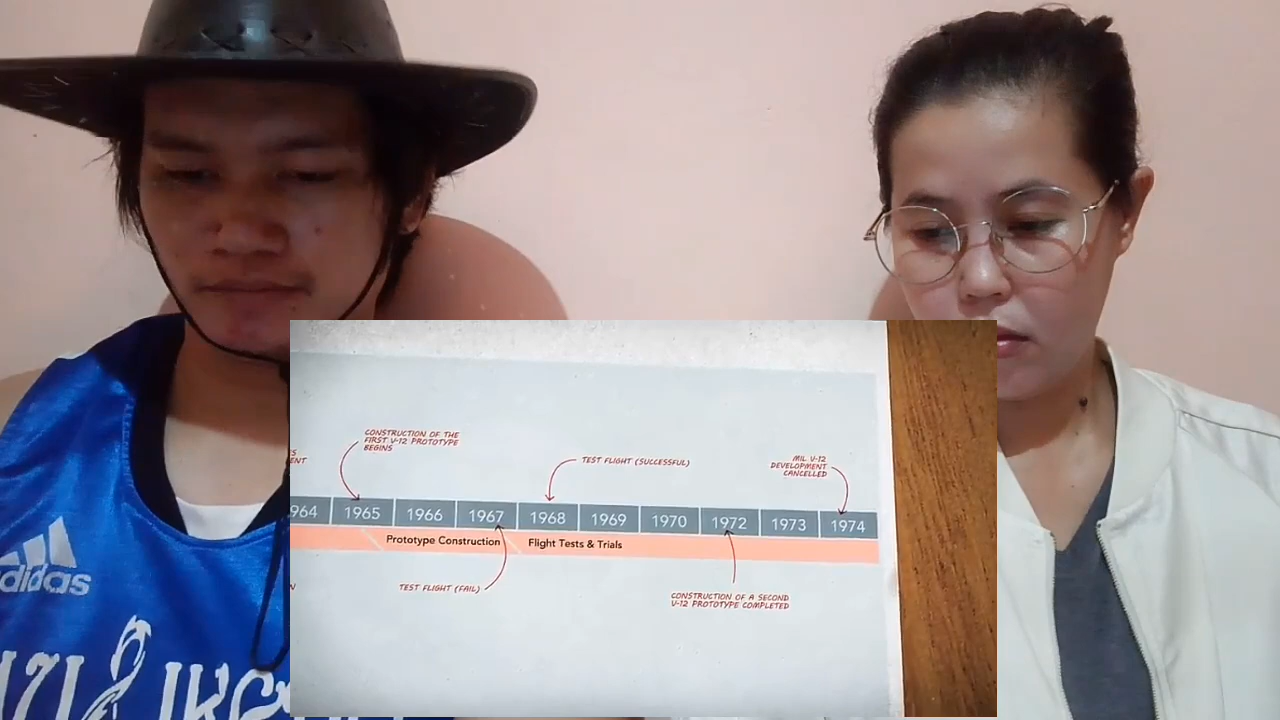 CONSTRUCTION OF THE
FIRST V-12 PROTOTYPE
BEGINS
TEST FLIGHT (SUCCESSFUL)
MIL V-12
DEVELOPMENT
CANCELLED
964 1965 1966 1967 1968 1969 1970 1972 1973 1974
Prototype Construction Flight Tests & Trials
TEST FLIGHT (FAIL)
CONSTRUCTION OF A SECOND
V-12 PROTOTYPE COMPLETED
adidas